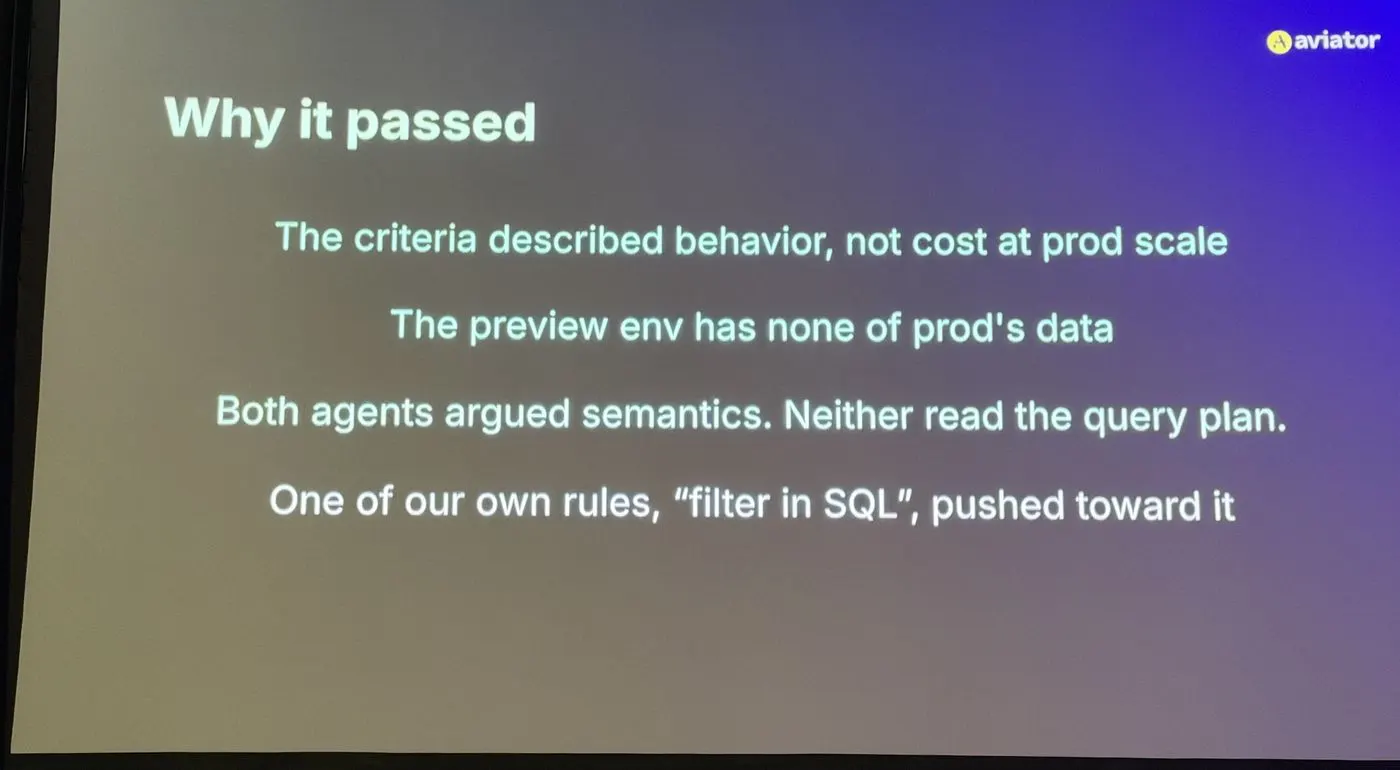 aviator
Why it passed
The criteria described behavior, not cost at prod scale
The preview env has none of prod's data
Both agents argued semantics. Neither read the query plan.
One of our own rules, “filter in SQL”, pushed toward it